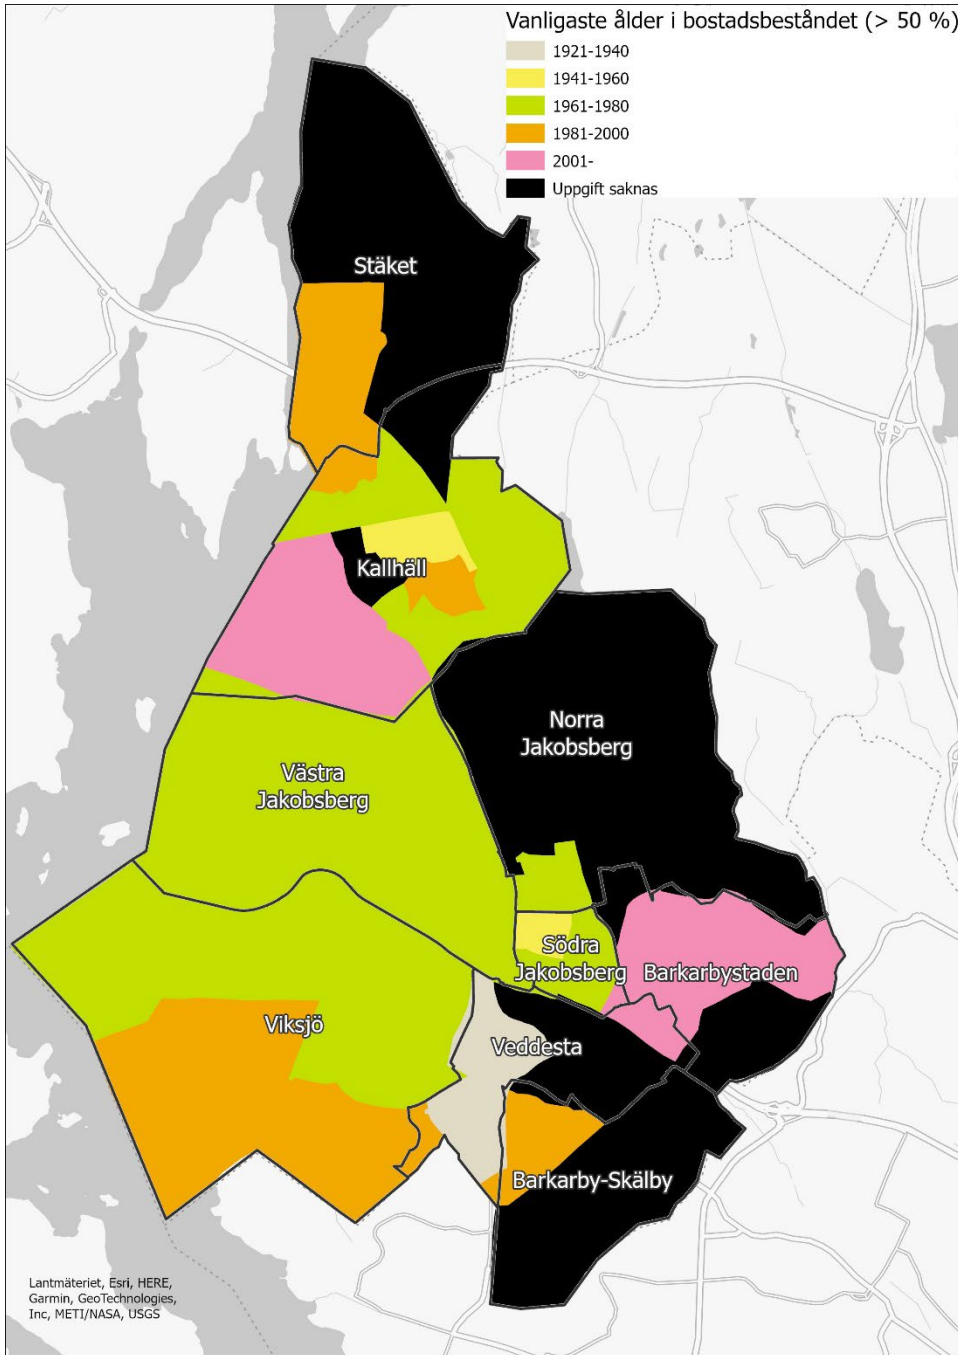 Vanligaste ålder i bostadsbeståndet (> 50 %)
1921-1940
1941-1960
1961-1980
1981-2000
2001-
Uppgift saknas
Stäket
Kallhäll
Norra
Jakobsberg
Västra
Jakobsberg
Södra
Jakobsberg
Barkarbystaden
Viksjö
Veddesta
Barkarby-Skälby
Lantmäteriet, Esri, HERE,
Garmin, GeoTechnologies,
Inc, METI/NASA, USGS